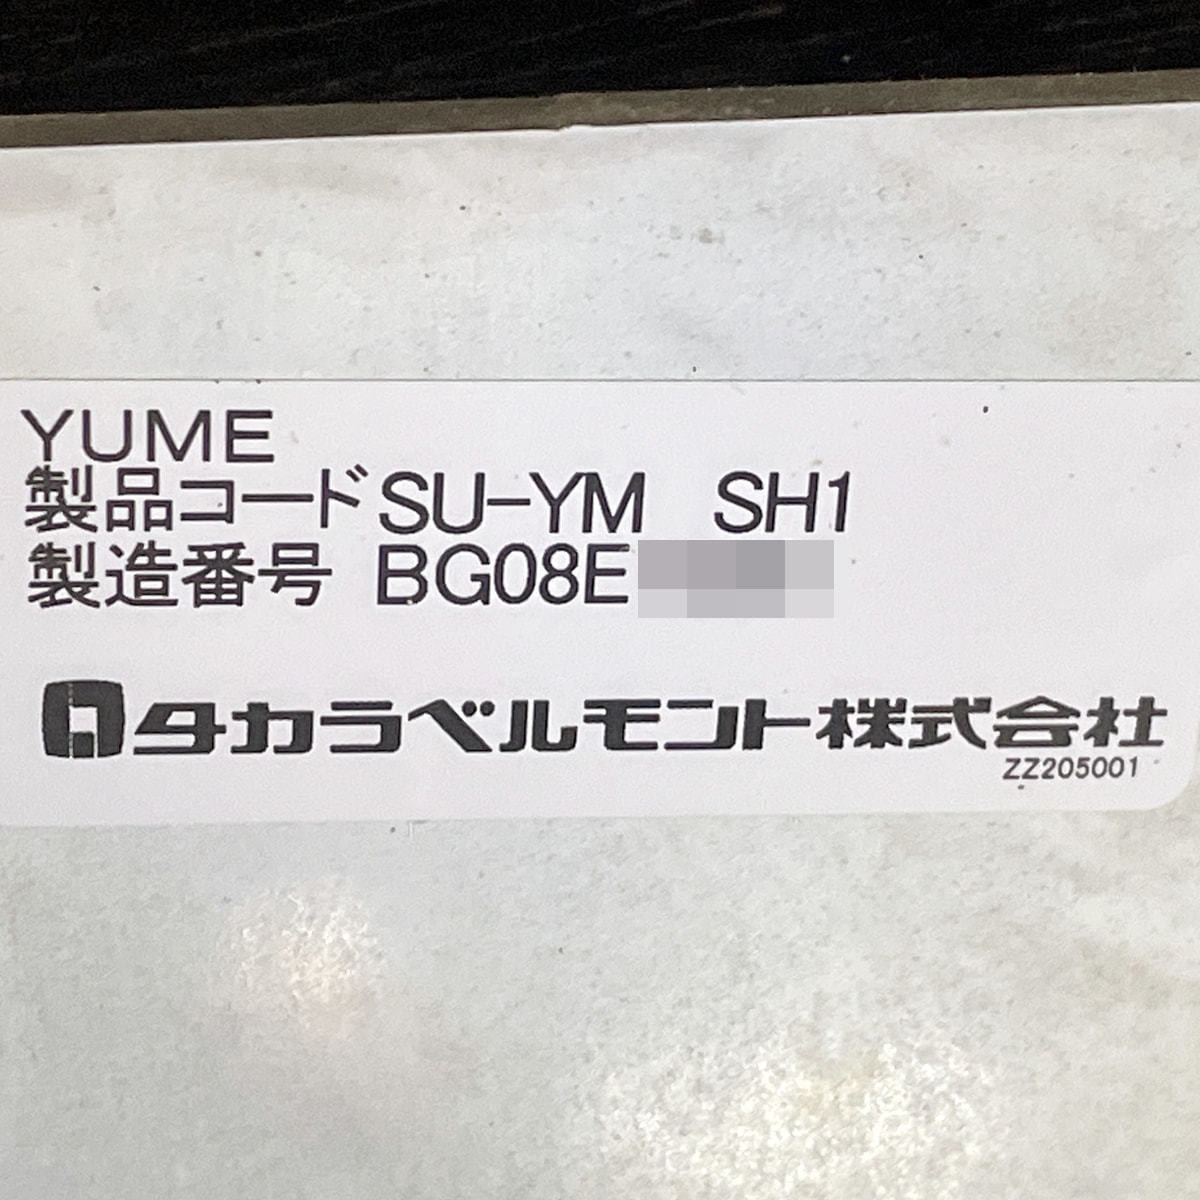 YUME
製品コードSU-YM SH1
製造番号 BG08E
タカラベルモント株式会社
ZZ205001